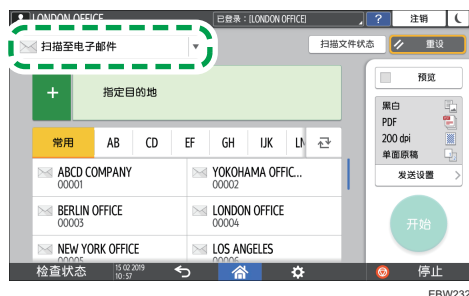 LONDON OFFICE
已登录：[LONDON OFFICE]
?
注销
扫描至电子邮件
扫描文件状态
重设
+
指定目的地
预览
黑白
PDF
200 dpi
单面原稿
发送设置
常用
AB
CD
EF
GH
IJK
LN
ABCD COMPANY
00001
YOKOHAMA OFFIC...
00002
BERLIN OFFICE
00003
LONDON OFFICE
00004
NEW YORK OFFICE
00005
LOS ANGELES
00006
开始
检查状态
15 02 2019
10 : 57
停止
EBW232